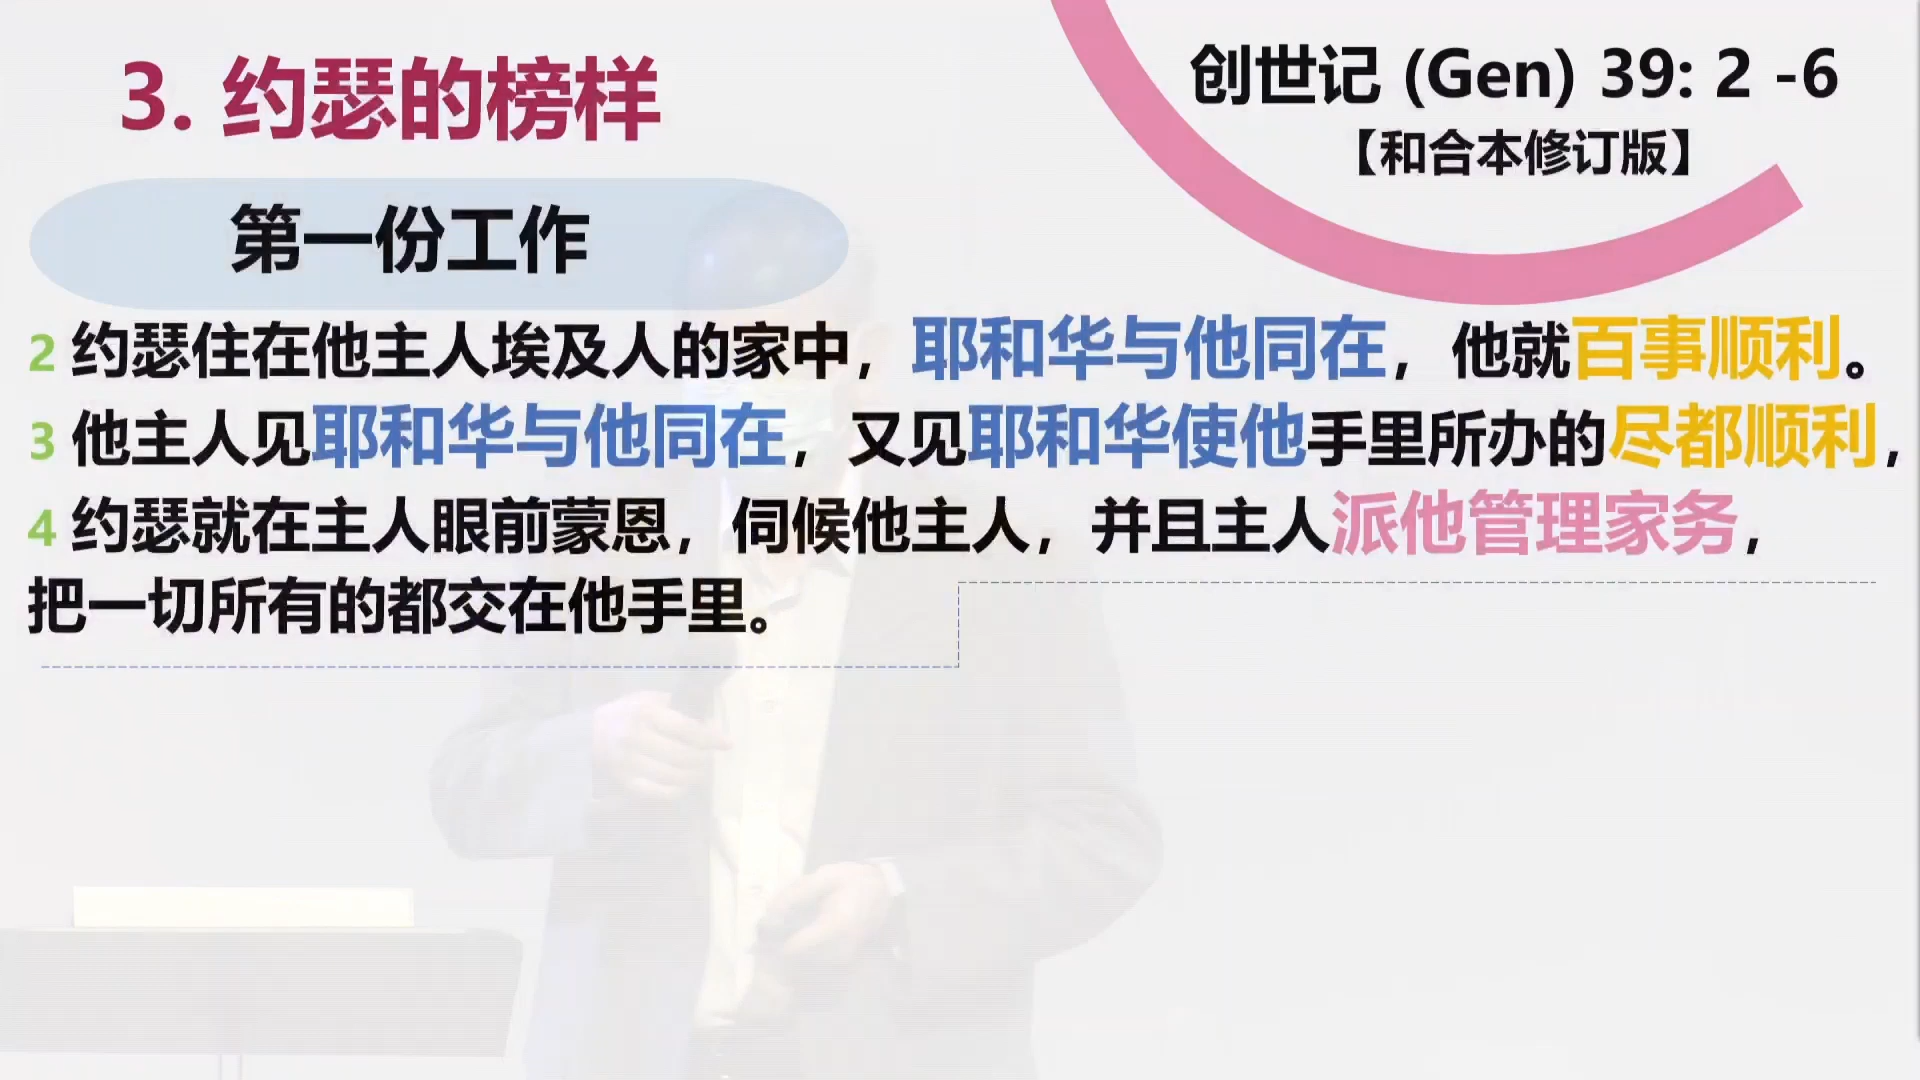 3. 约瑟的榜样
创世记 (Gen) 39: 2 -6
【和合本修订版】
第一份工作
2 约瑟住在他主人埃及人的家中，耶和华与他同在，他就百事顺利。
3 他主人见耶和华与他同在，又见耶和华使他手里所办的尽都顺利，
4 约瑟就在主人眼前蒙恩，伺候他主人，并且主人派他管理家务，
把一切所有的都交在他手里。